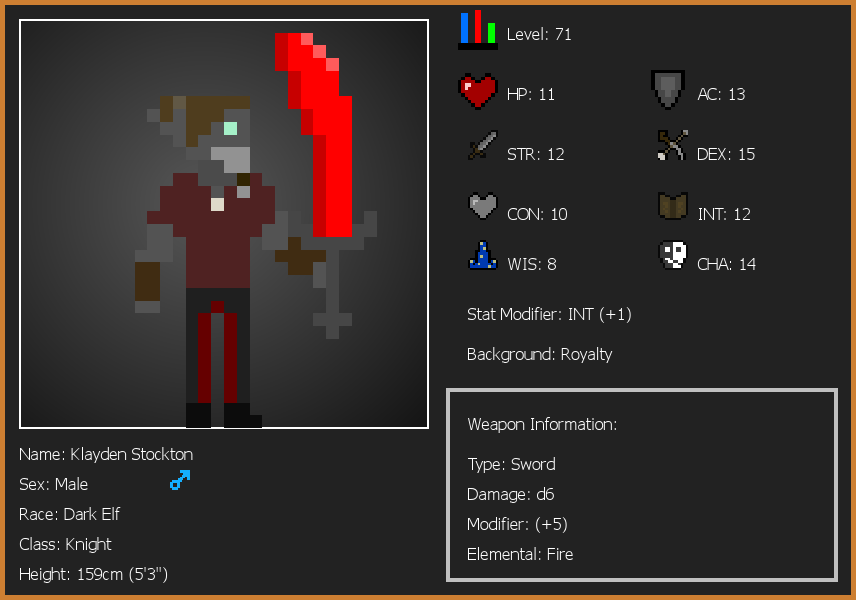 Level: 71
HP: 11
AC: 13
STR: 12
DEX: 15
CON: 10
INT: 12
WIS: 8
CHA: 14
Stat Modifier: INT (+1)
Background: Royalty
Weapon Information:
Type: Sword
Damage: d6
Modifier: (+5)
Elemental: Fire
Name: Klayden Stockton
Sex: Male
Race: Dark Elf
Class: Knight
Height: 159cm (5'3")